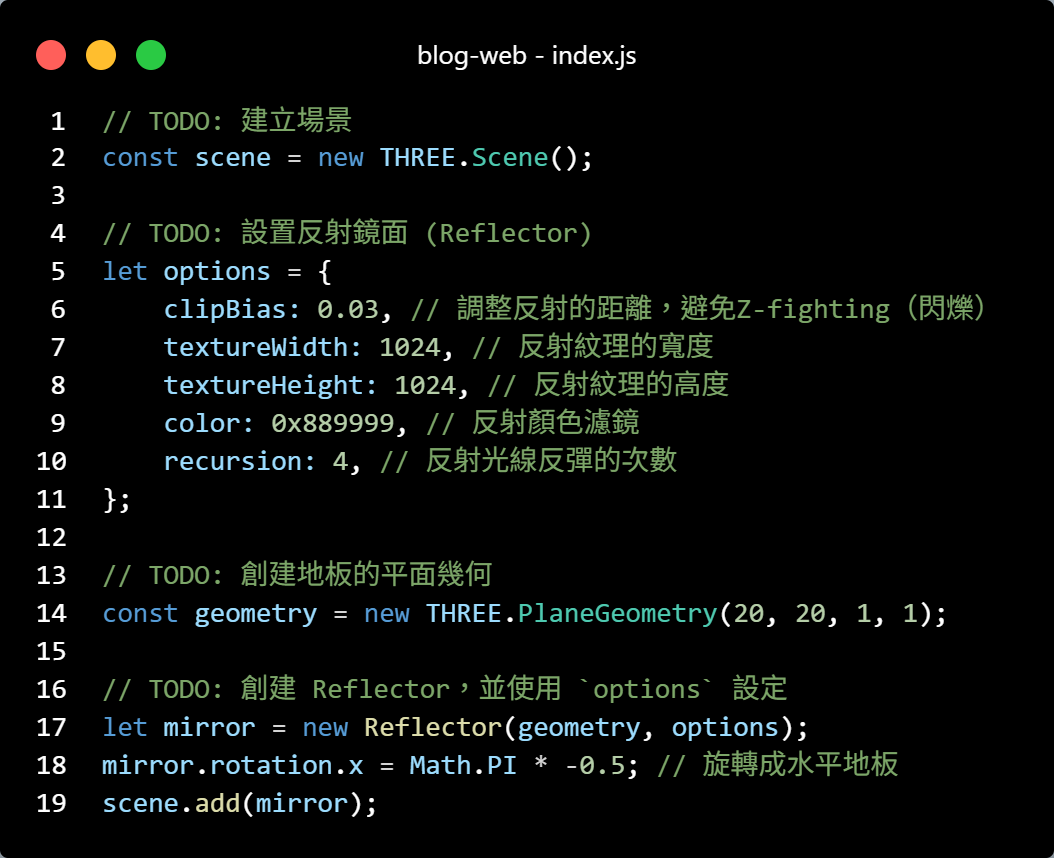 blog-web - index.js
1 // TODO: 建立場景
2 const scene = new THREE.Scene();
3
4 // TODO: 設置反射鏡面 (Reflector)
5 let options = {
6     clipBias: 0.03, // 調整反射的距離，避免Z-fighting（閃爍）
7     textureWidth: 1024, // 反射紋理的寬度
8     textureHeight: 1024, // 反射紋理的高度
9     color: 0x889999, // 反射顏色濾鏡
10     recursion: 4, // 反射光線反彈的次數
11 };
12
13 // TODO: 創建地板的平面幾何
14 const geometry = new THREE.PlaneGeometry(20, 20, 1, 1);
15
16 // TODO: 創建 Reflector，並使用 `options` 設定
17 let mirror = new Reflector(geometry, options);
18 mirror.rotation.x = Math.PI * -0.5; // 旋轉成水平地板
19 scene.add(mirror);